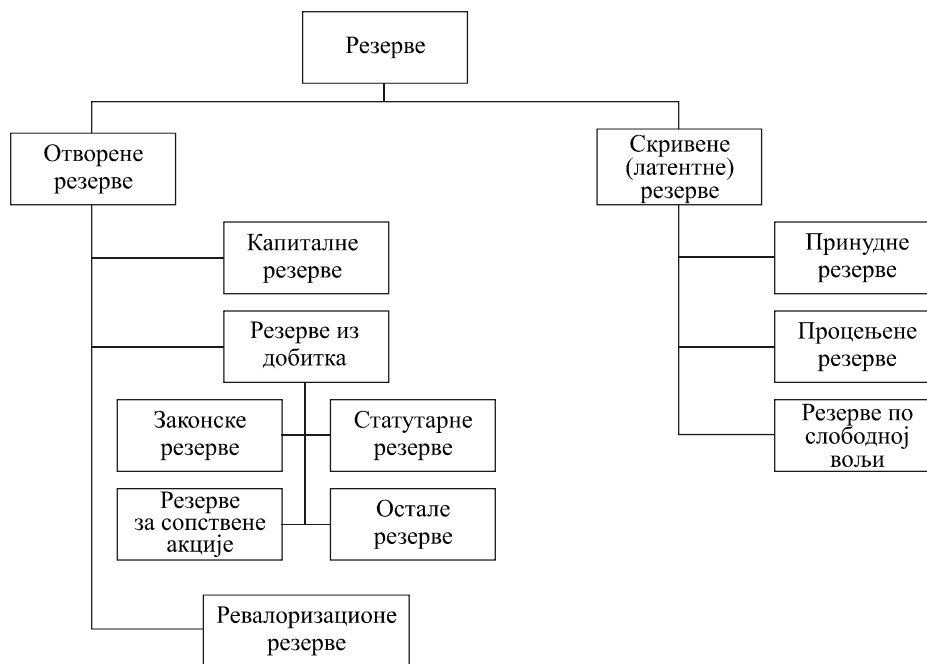 Резерве
Отворене
резерве
Скривене
(латентне)
резерве
Капиталне
резерве
Принудне
резерве
Резерве из
добитка
Процењене
резерве
Законске
резерве
Статутарне
резерве
Резерве по
слободној
вољи
Резерве
за сопствене
акције
Остале
резерве
Ревалоризационе
резерве